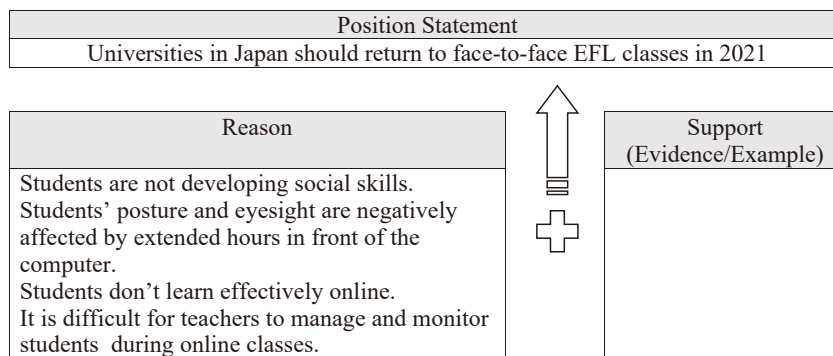 Position Statement
Universities in Japan should return to face-to-face EFL classes in 2021
Reason
Students are not developing social skills.
Students’ posture and eyesight are negatively
affected by extended hours in front of the
computer.
Students don’t learn effectively online.
It is difficult for teachers to manage and monitor
students during online classes.
Support
(Evidence/Example)